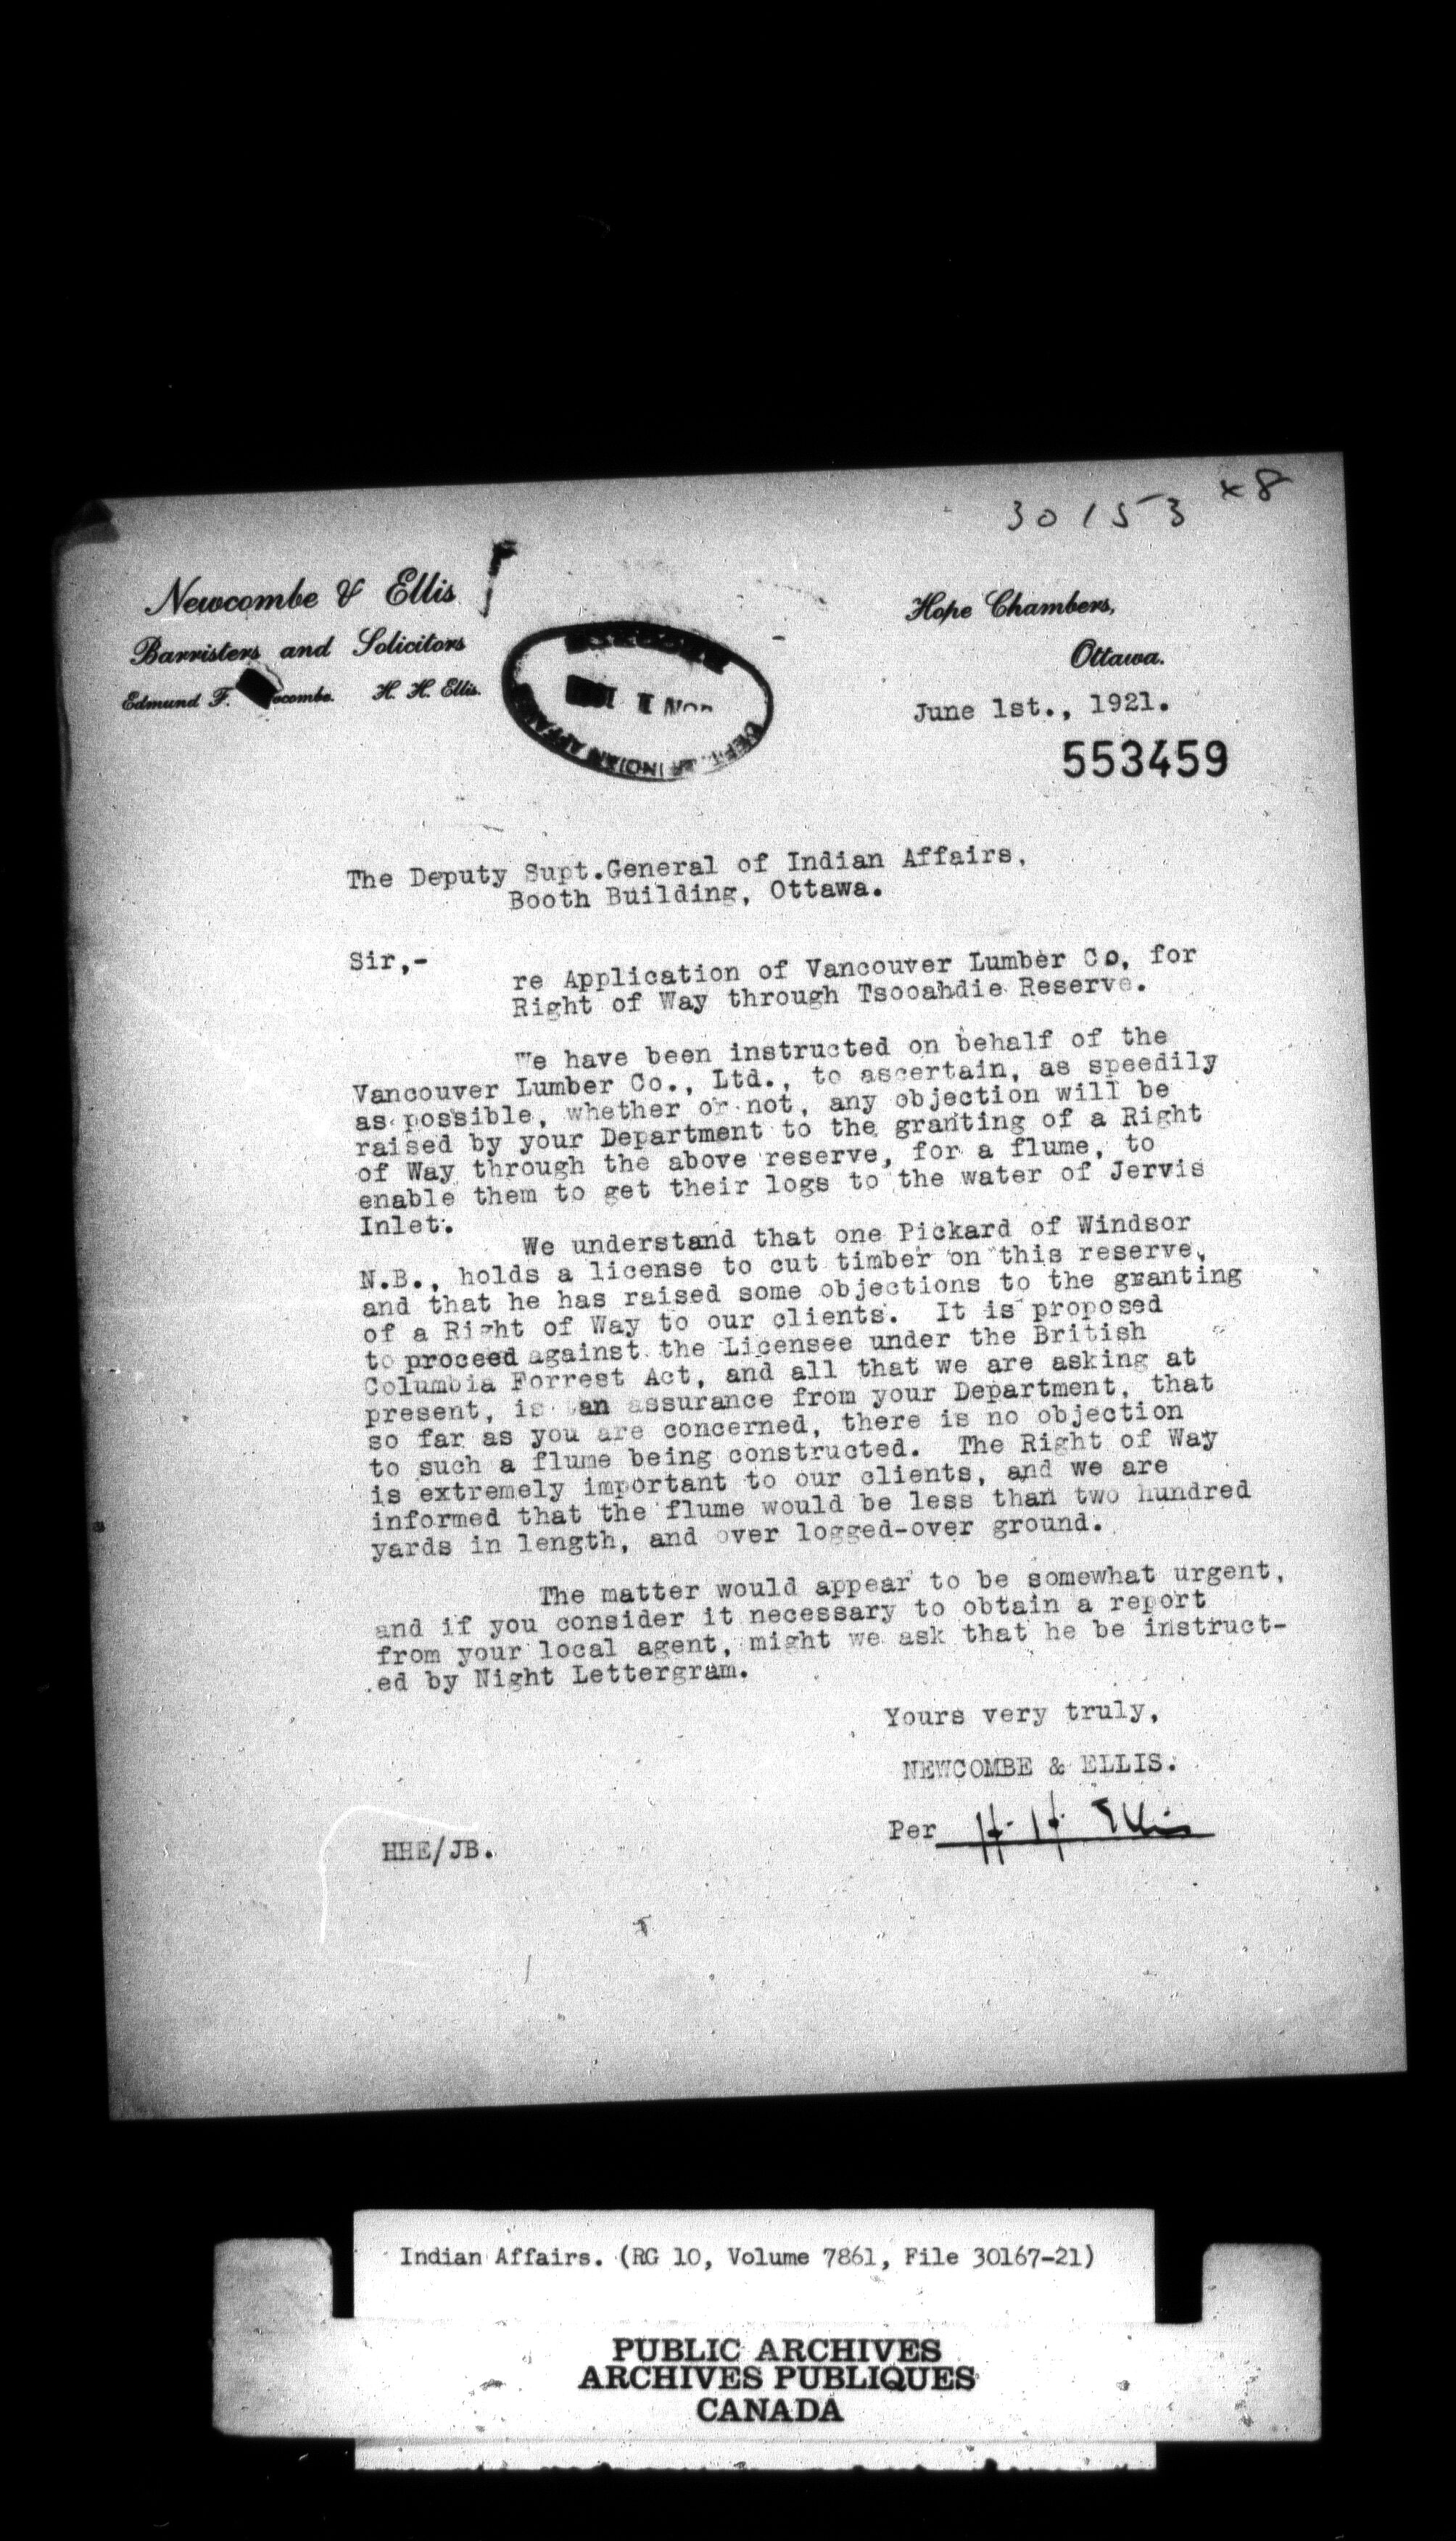 30153 x8
Newcombe & Ellis
Barristers and Solicitors
Edmund F. ecombe. H. H. Ellis.
Hope Chambers,
Ottawa.
June 1st., 1921.
553459
DEPT. INDIAN AFFAIRS
The Deputy Supt.General of Indian Affairs,
Booth Building, Ottawa.
Sir,-
re Application of Vancouver Lumber Co, for
Right of Way through Tsooahdie Reserve.
We have been instructed on behalf of the
Vancouver Lumber Co., Ltd., to ascertain, as speedily
as possible, whether or not, any objection will be
raised by your Department to the granting of a Right
of Way through the above reserve, for a flume, to
enable them to get their logs to the water of Jervis
Inlet.
We understand that one Pickard of Windsor
N.B., holds a license to cut timber on this reserve,
and that he has raised some objections to the granting
of a Right of Way to our clients. It is proposed
to proceed against the Licensee under the British
Columbia Forrest Act, and all that we are asking at
present, is an assurance from your Department, that
so far as you are concerned, there is no objection
to such a flume being constructed. The Right of Way
is extremely important to our clients, and we are
informed that the flume would be less than two hundred
yards in length, and over logged-over ground.
The matter would appear to be somewhat urgent,
and if you consider it necessary to obtain a report
from your local agent, might we ask that he be instruct-
ed by Night Lettergram.
Yours very truly,
NEWCOMBE & ELLIS.
Per H. H. Ellis
HHE/JB.
Indian Affairs. (RG 10, Volume 7861, File 30167-21)
PUBLIC ARCHIVES
ARCHIVES PUBLIQUES
CANADA